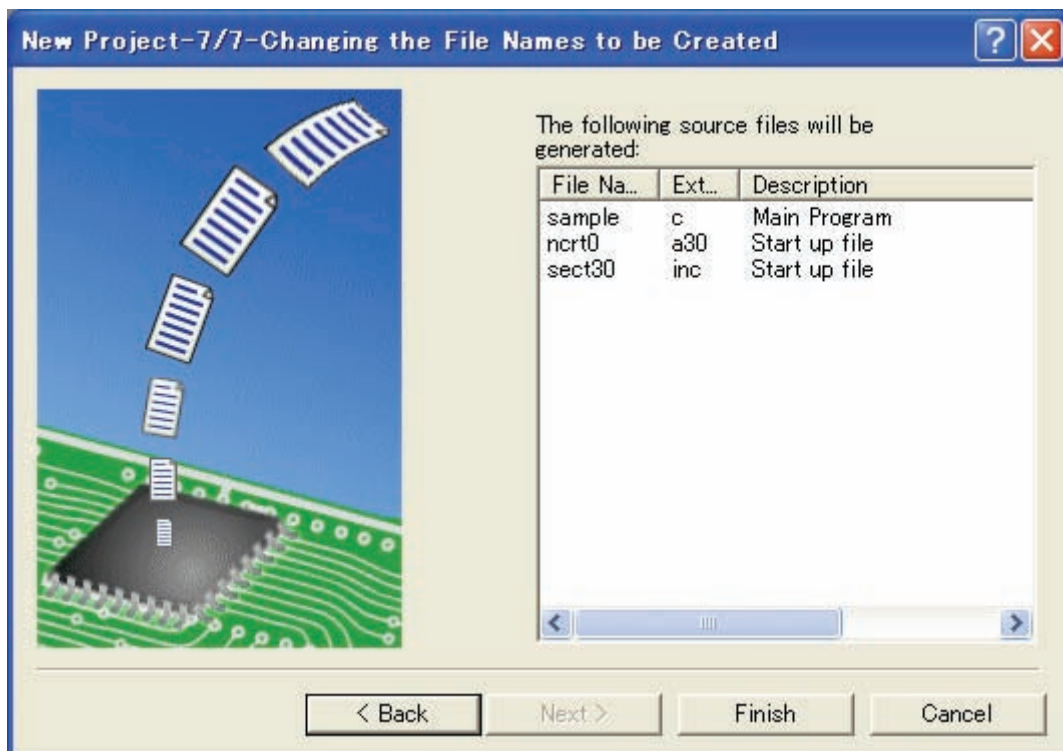 New Project-7/7-Changing the File Names to be Created
The following source files will be
generated:
File Na... Ext... Description
sample c Main Program
ncrt0 a30 Start up file
sect30 inc Start up file
< Back Next > Finish Cancel